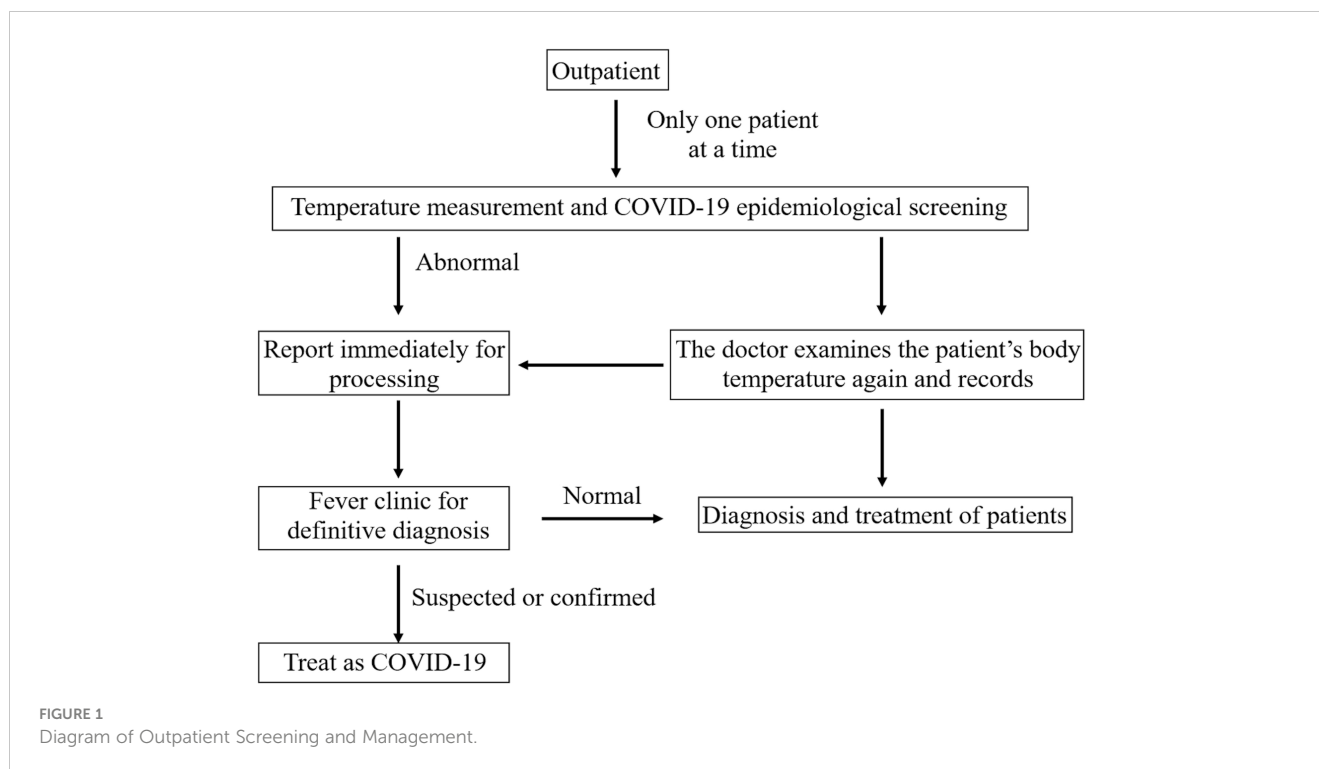 Outpatient
Only one patient
at a time
Temperature measurement and COVID-19 epidemiological screening
Abnormal
Report immediately for
processing
The doctor examines the patient’s body
temperature again and records
Fever clinic for
definitive diagnosis
Normal
Diagnosis and treatment of patients
Suspected or confirmed
Treat as COVID-19
FIGURE 1
Diagram of Outpatient Screening and Management.